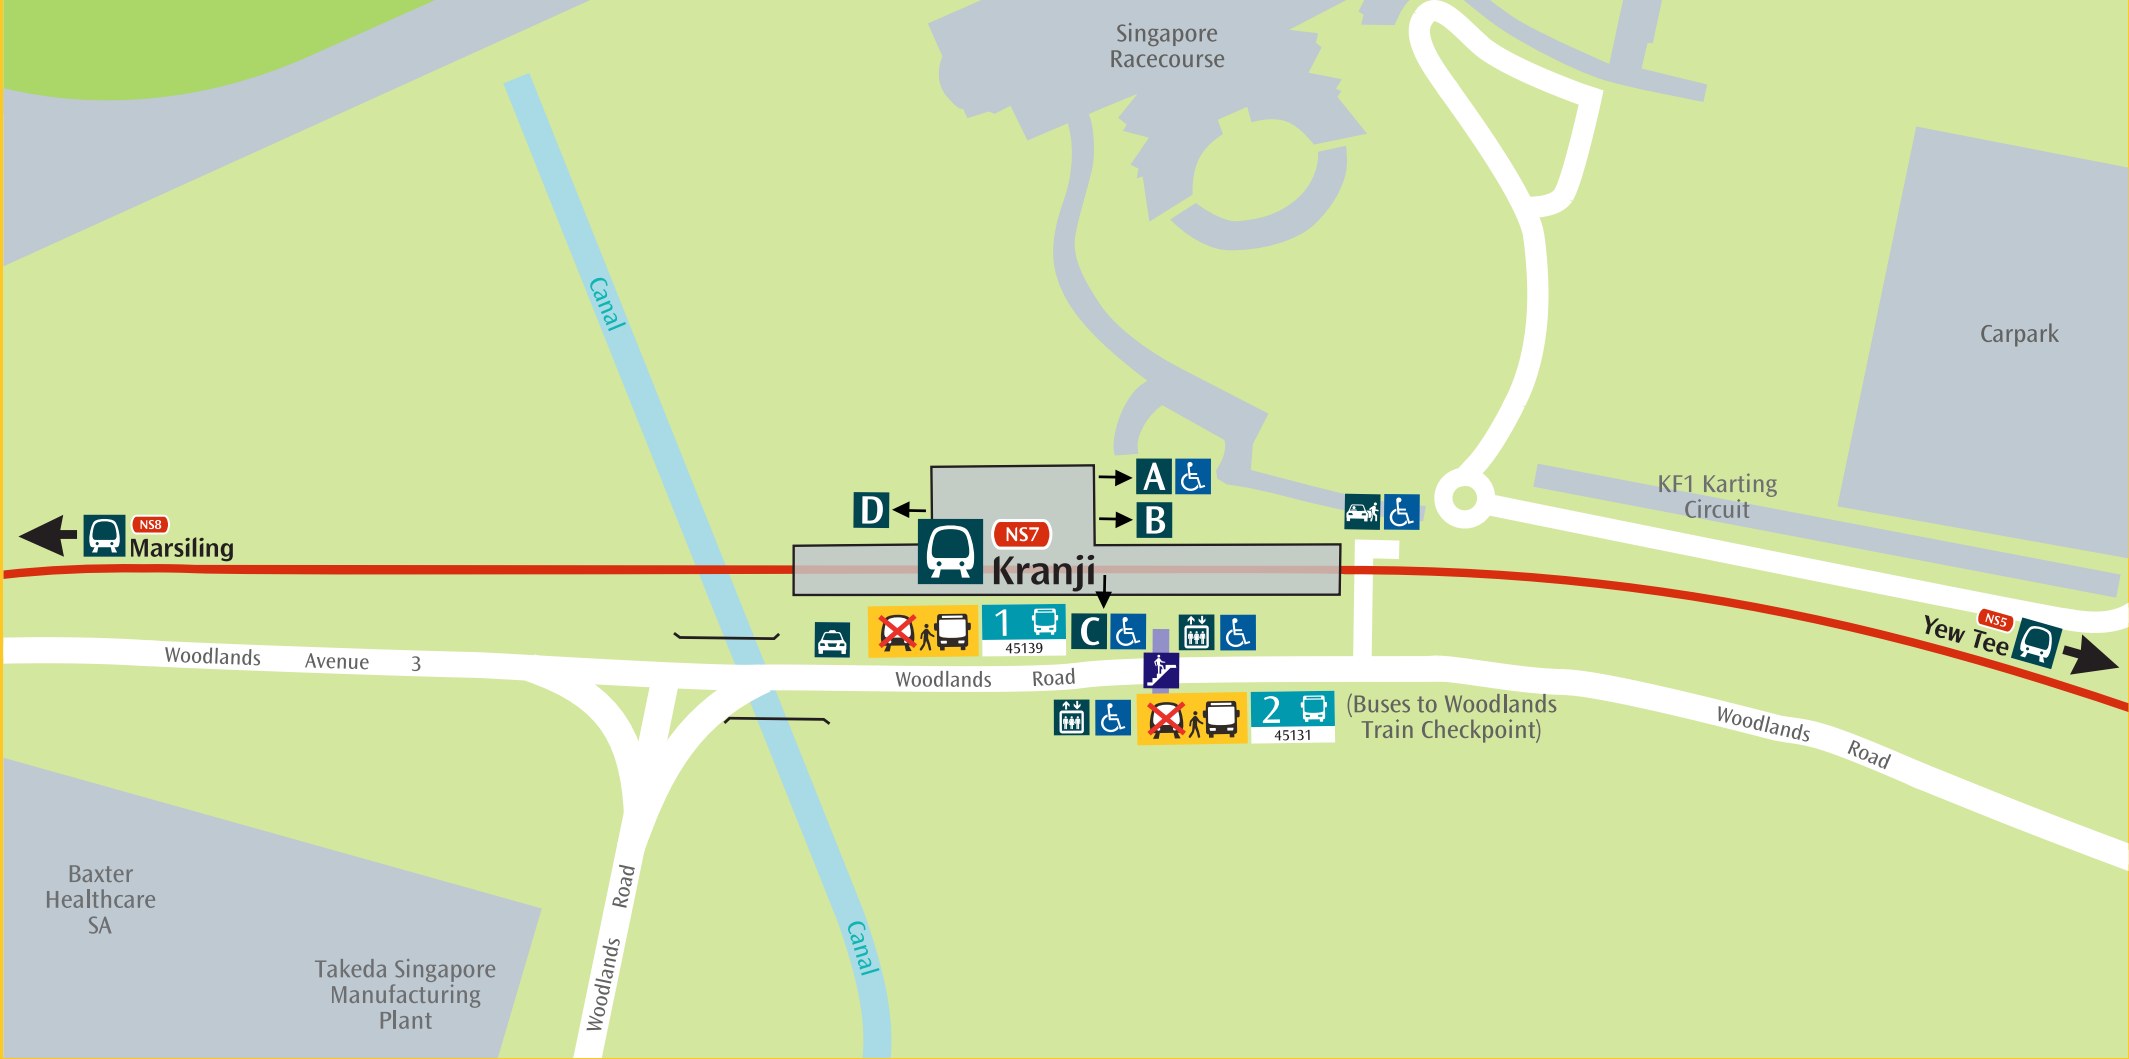 Singapore
Racecourse
Canal
Carpark
A
B
D
KF1 Karting
Circuit
NS8
Marsiling
NS7
Kranji
NS5
Yew Tee
1
45139
C
Woodlands Avenue 3
Woodlands Road
2
45131
(Buses to Woodlands
Train Checkpoint)
Woodlands Road
Woodlands Road
Canal
Baxter
Healthcare
SA
Takeda Singapore
Manufacturing
Plant